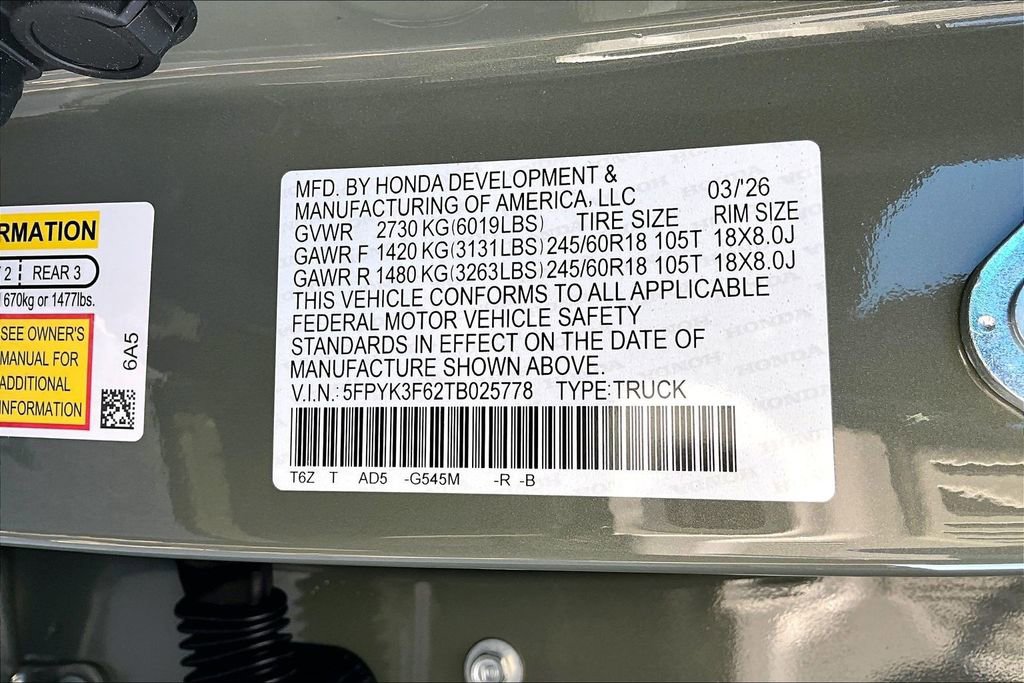 RMATION
2 REAR 3
670kg or 1477lbs.
SEE OWNER'S
MANUAL FOR
ADDITIONAL
INFORMATION
6A5
MFD. BY HONDA DEVELOPMENT &
MANUFACTURING OF AMERICA, LLC 03/'26
GVWR 2730 KG(6019LBS) TIRE SIZE RIM SIZE
GAWR F 1420 KG(3131LBS) 245/60R18 105T 18X8.0J
GAWR R 1480 KG(3263LBS) 245/60R18 105T 18X8.0J
THIS VEHICLE CONFORMS TO ALL APPLICABLE
FEDERAL MOTOR VEHICLE SAFETY
STANDARDS IN EFFECT ON THE DATE OF
MANUFACTURE SHOWN ABOVE.
V.I.N.: 5FPYK3F62TB025778 TYPE:TRUCK
T6Z T AD5 -G545M -R -B